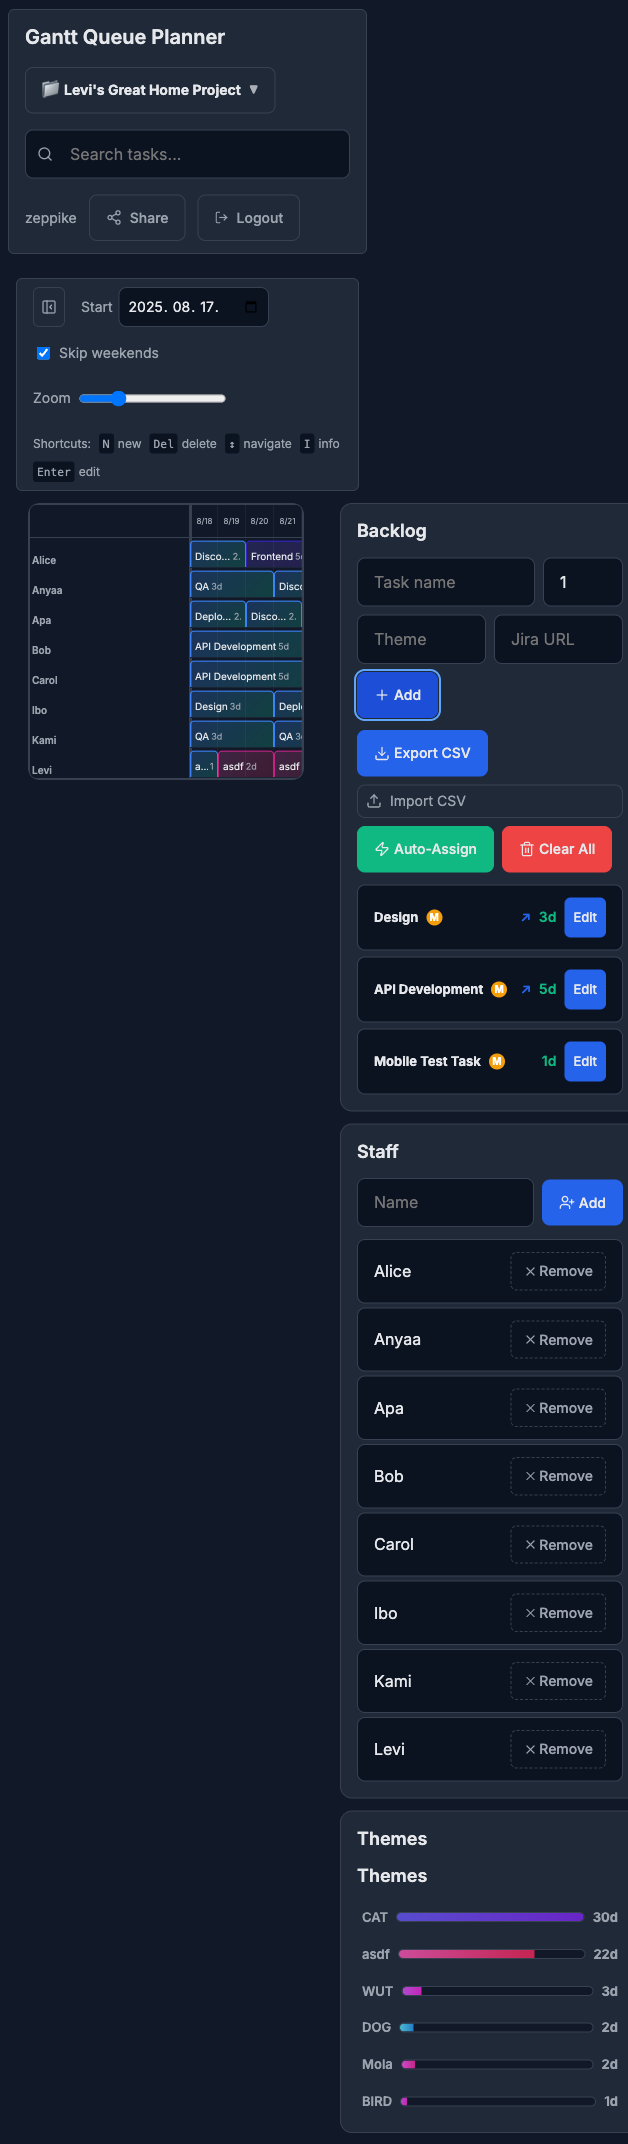 Gantt Queue Planner
Levi's Great Home Project ▼
Search tasks...
zeppike Share Logout
Start 2025. 08. 17.
Skip weekends
Zoom
Shortcuts: N new Del delete ↕ navigate I info
Enter edit
8/18 8/19 8/20 8/21
Alice Disco... 2. Frontend
Anyaa QA 3d Disc
Apa Deplo... 2. Disco... 2.
Bob API Development 5d
Carol API Development 5d
Ibo Design 3d Depl
Kami QA 3d QA
Levi a... 1 asdf 2d asdf
Backlog
Task name 1
Theme Jira URL
+ Add
Export CSV
Import CSV
Auto-Assign Clear All
Design M 3d Edit
API Development M 5d Edit
Mobile Test Task M 1d Edit
Staff
Name Add
Alice × Remove
Anyaa × Remove
Apa × Remove
Bob × Remove
Carol × Remove
Ibo × Remove
Kami × Remove
Levi × Remove
Themes
Themes
CAT 30d
asdf 22d
WUT 3d
DOG 2d
Mola 2d
BIRD 1d